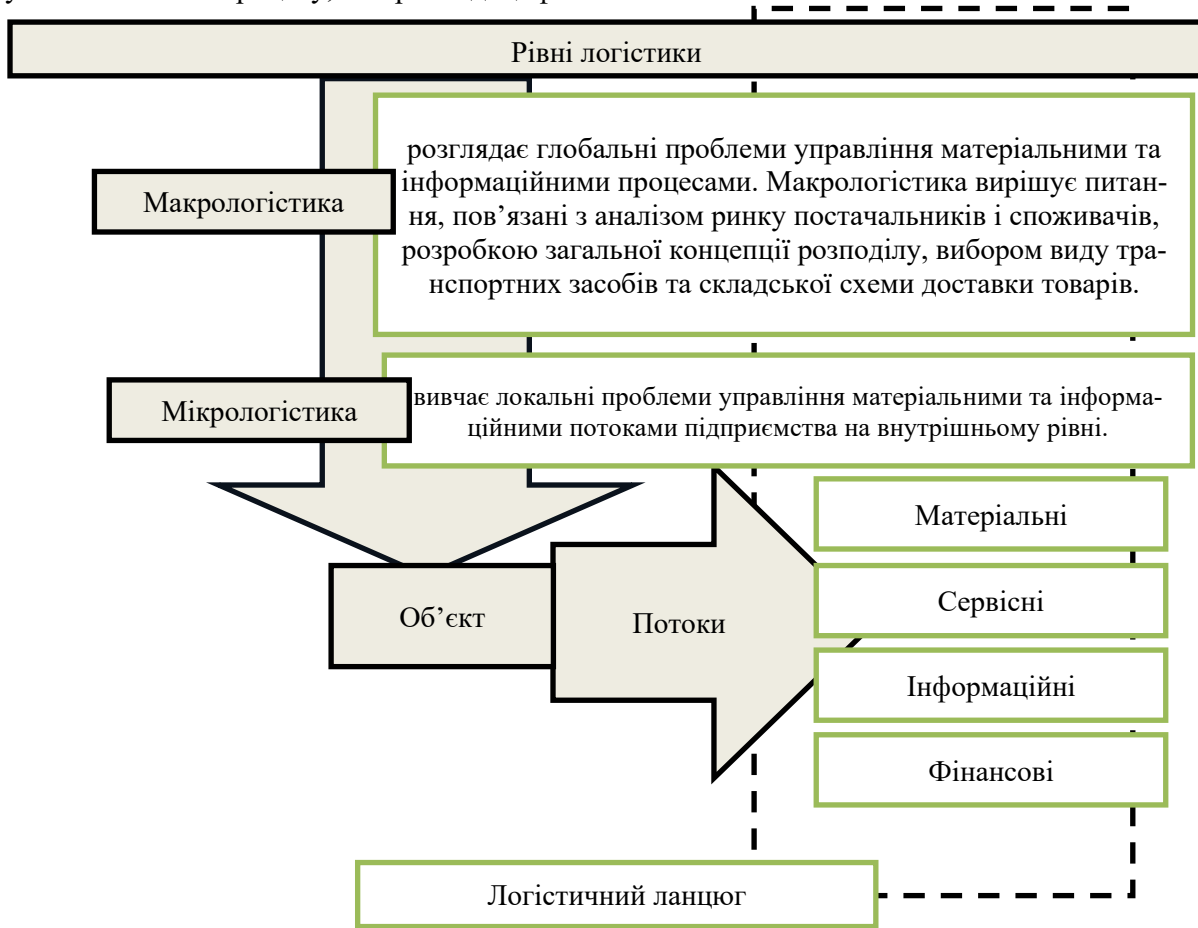 Рівні логістики
розглядає глобальні проблеми управління матеріальними та
інформаційними процесами. Макрологістика вирішує питан-
ня, пов’язані з аналізом ринку постачальників і споживачів,
розробкою загальної концепції розподілу, вибором виду тра-
нспортних засобів та складської схеми доставки товарів.
Макрологістика
вивчає локальні проблеми управління матеріальними та інформа-
ційними потоками підприємства на внутрішньому рівні.
Мікрологістика
Матеріальні
Сервісні
Об’єкт
Потоки
Інформаційні
Фінансові
Логістичний ланцюг